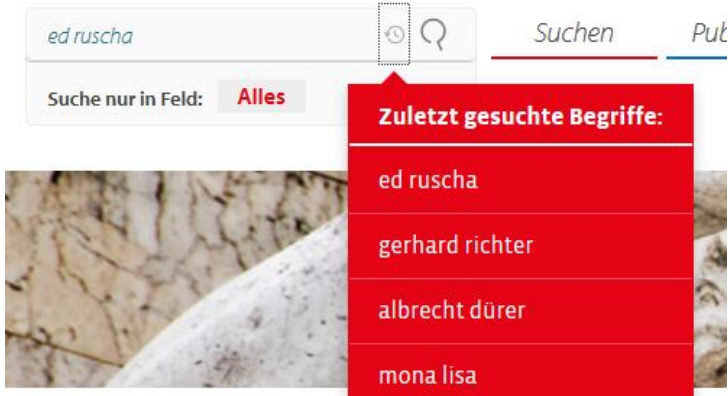 ed ruscha
Suchen
Suche nur in Feld: Alles
Zuletzt gesuchte Begriffe:
ed ruscha
gerhard richter
albrecht dürer
mona lisa